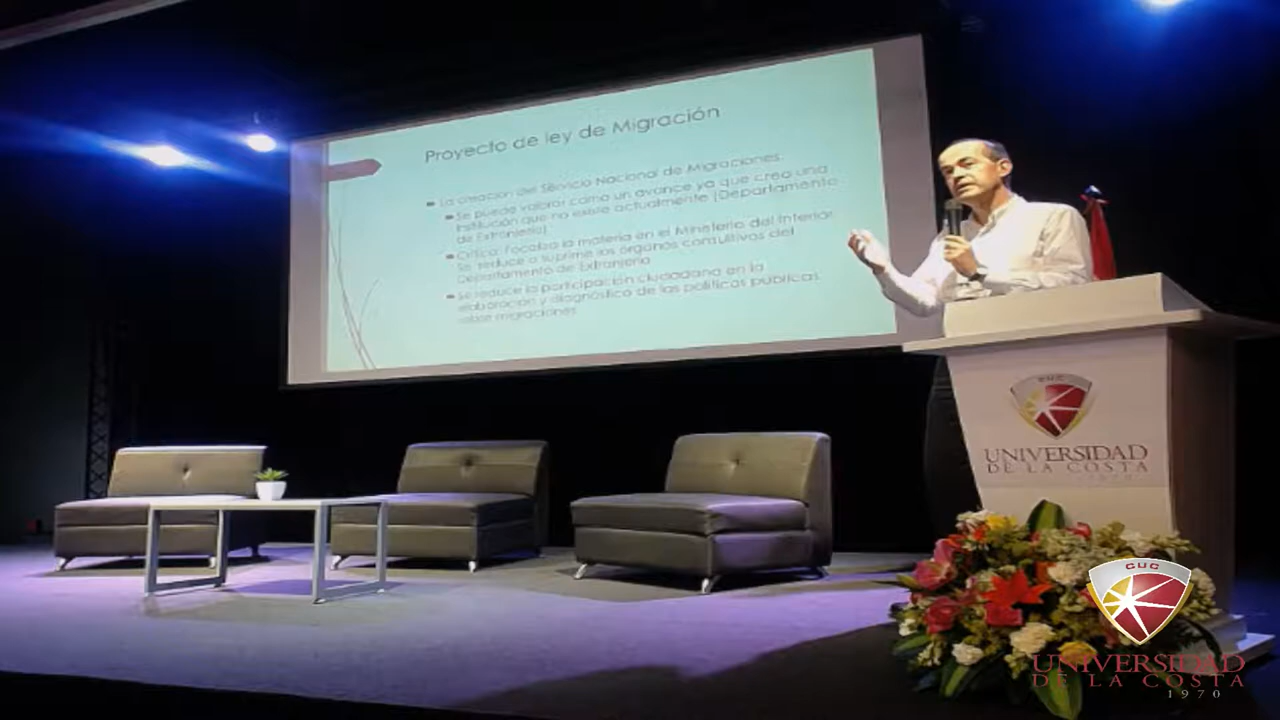 Proyecto de ley de Migración
La creación del Servicio Nacional de Migraciones:
Se puede valorar como un avance ya que crea una
institución que no existe actualmente (Departamento
de Extranjería)
Crítica: Focaliza la materia en el Ministerio del Interior.
Se reduce o suprime los órganos consultivos del
Departamento de Extranjería
Se reduce la participación ciudadana en la
elaboración y diagnóstico de las políticas públicas
sobre migraciones
CUC
UNIVERSIDAD
DE LA COSTA
1970
CUC
UNIVERSIDAD
DE LA COSTA
1970